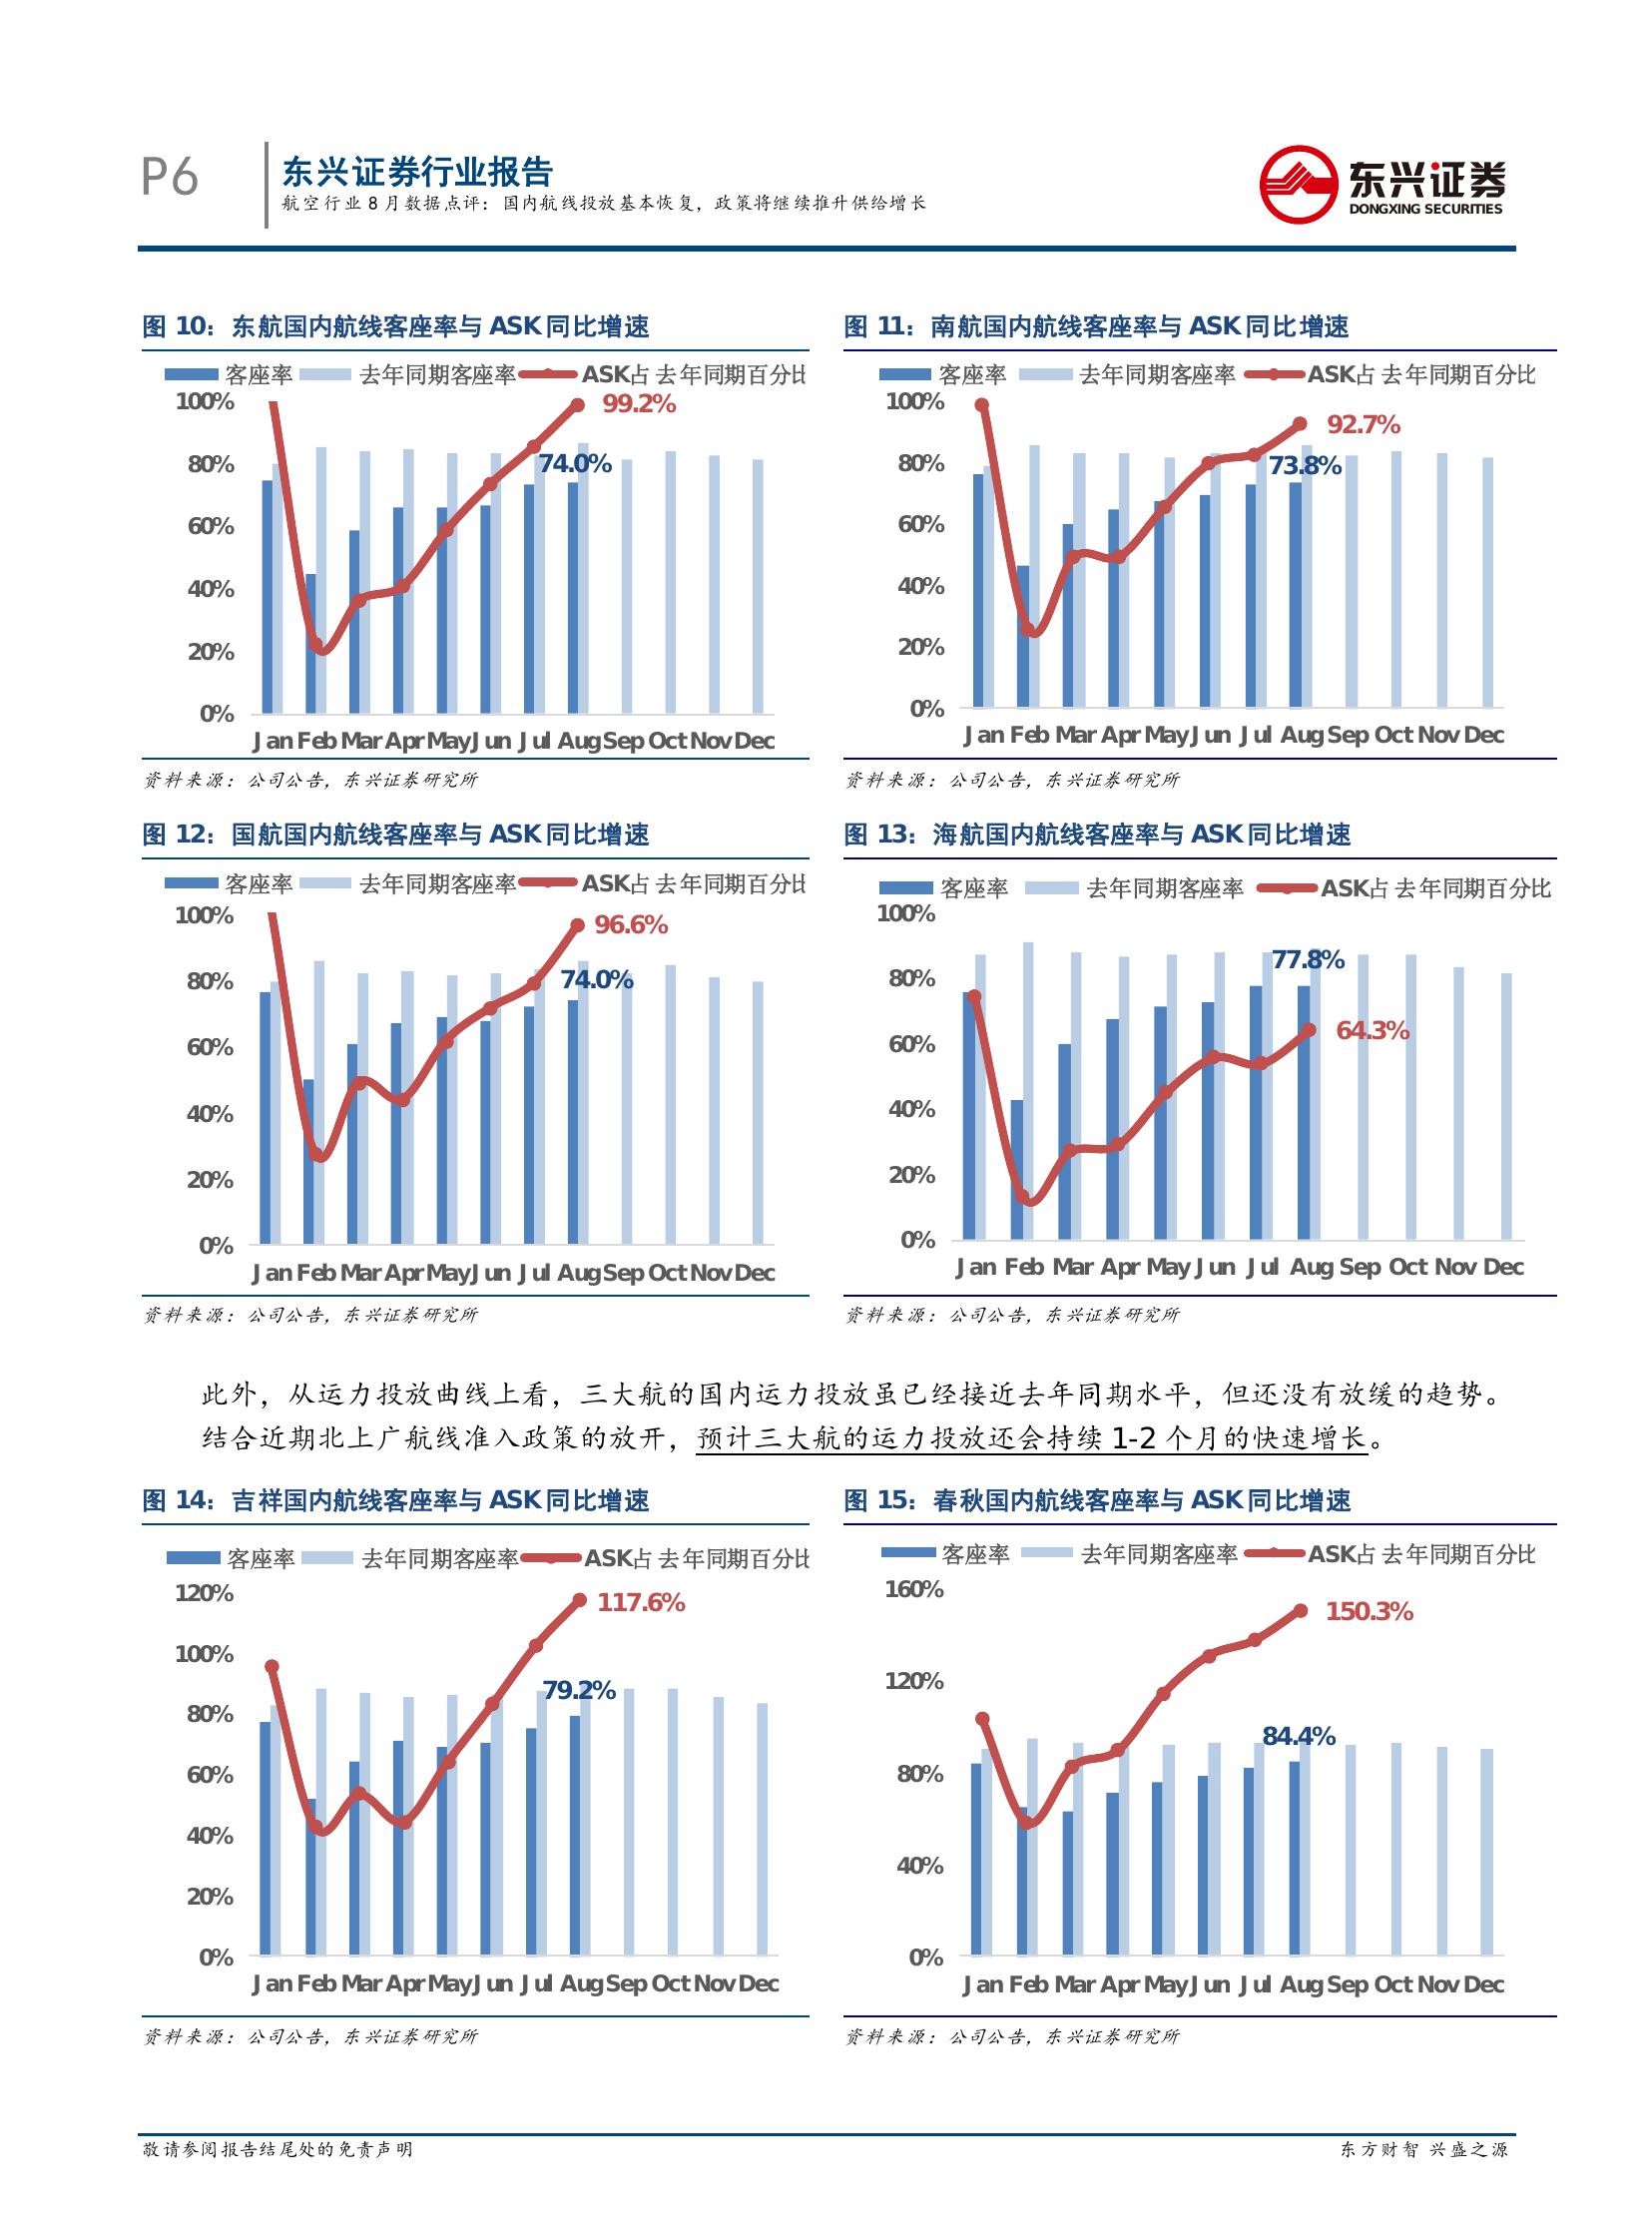 P6
东兴证券行业报告
航空行业 8 月数据点评：国内航线投放基本恢复，政策将继续推升供给增长
东兴证券
DONGXING SECURITIES
图 10：东航国内航线客座率与 ASK 同比增速
客座率 去年同期客座率 ASK占去年同期百分比
100%
80%
60%
40%
20%
0%
99.2%
74.0%
Jan Feb Mar Apr May Jun Jul Aug Sep Oct Nov Dec
资料来源：公司公告，东兴证券研究所
图 11：南航国内航线客座率与 ASK 同比增速
客座率 去年同期客座率 ASK占去年同期百分比
100%
80%
60%
40%
20%
0%
92.7%
73.8%
Jan Feb Mar Apr May Jun Jul Aug Sep Oct Nov Dec
资料来源：公司公告，东兴证券研究所
图 12：国航国内航线客座率与 ASK 同比增速
客座率 去年同期客座率 ASK占去年同期百分比
100%
80%
60%
40%
20%
0%
96.6%
74.0%
Jan Feb Mar Apr May Jun Jul Aug Sep Oct Nov Dec
资料来源：公司公告，东兴证券研究所
图 13：海航国内航线客座率与 ASK 同比增速
客座率 去年同期客座率 ASK占去年同期百分比
100%
80%
60%
40%
20%
0%
77.8%
64.3%
Jan Feb Mar Apr May Jun Jul Aug Sep Oct Nov Dec
资料来源：公司公告，东兴证券研究所
此外，从运力投放曲线上看，三大航的国内运力投放虽已经接近去年同期水平，但还没有放缓的趋势。
结合近期北上广航线准入政策的放开，预计三大航的运力投放还会持续 1-2 个月的快速增长。
图 14：吉祥国内航线客座率与 ASK 同比增速
客座率 去年同期客座率 ASK占去年同期百分比
120%
100%
80%
60%
40%
20%
0%
117.6%
79.2%
Jan Feb Mar Apr May Jun Jul Aug Sep Oct Nov Dec
资料来源：公司公告，东兴证券研究所
图 15：春秋国内航线客座率与 ASK 同比增速
客座率 去年同期客座率 ASK占去年同期百分比
160%
120%
80%
40%
0%
150.3%
84.4%
Jan Feb Mar Apr May Jun Jul Aug Sep Oct Nov Dec
资料来源：公司公告，东兴证券研究所
敬请参阅报告结尾处的免责声明
东方财智 兴盛之源